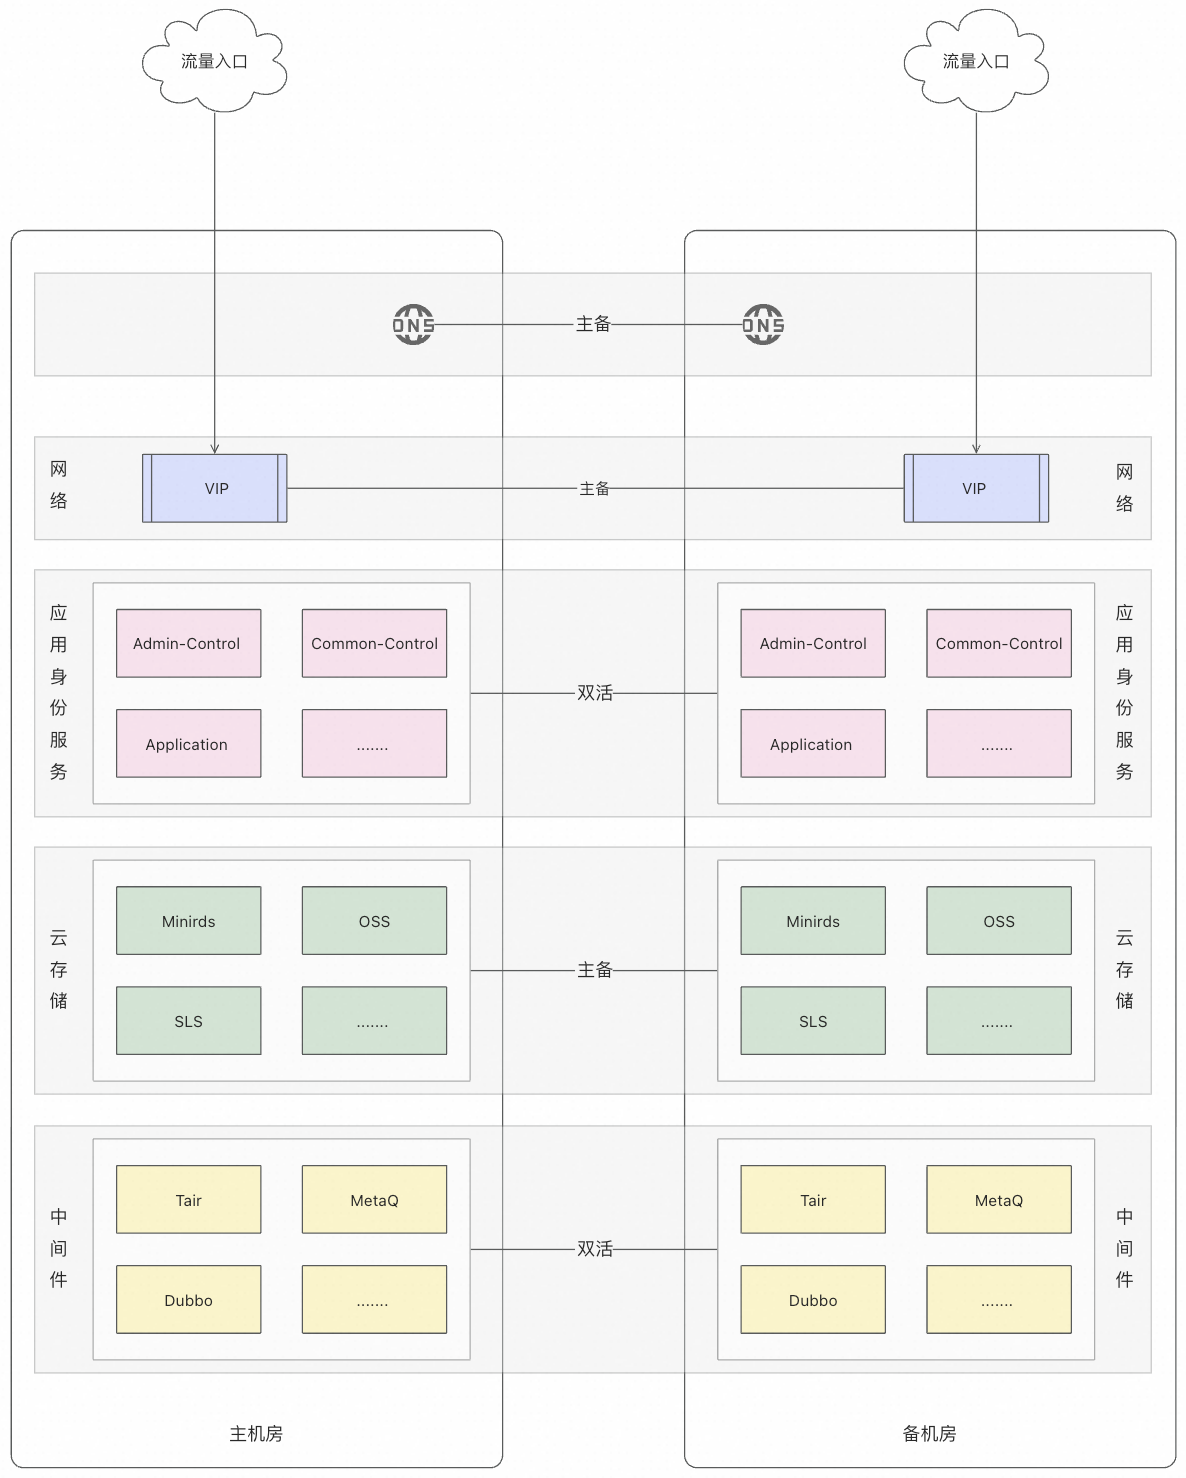 流量入口
流量入口
DNS
主备
DNS
网络
VIP
主备
VIP
网络
应用身份服务
Admin-Control
Common-Control
Application
.......
双活
Admin-Control
Common-Control
Application
.......
应用身份服务
云存储
Minirds
OSS
SLS
.......
主备
Minirds
OSS
SLS
.......
云存储
中间件
Tair
MetaQ
Dubbo
.......
双活
Tair
MetaQ
Dubbo
.......
中间件
主机房
备机房